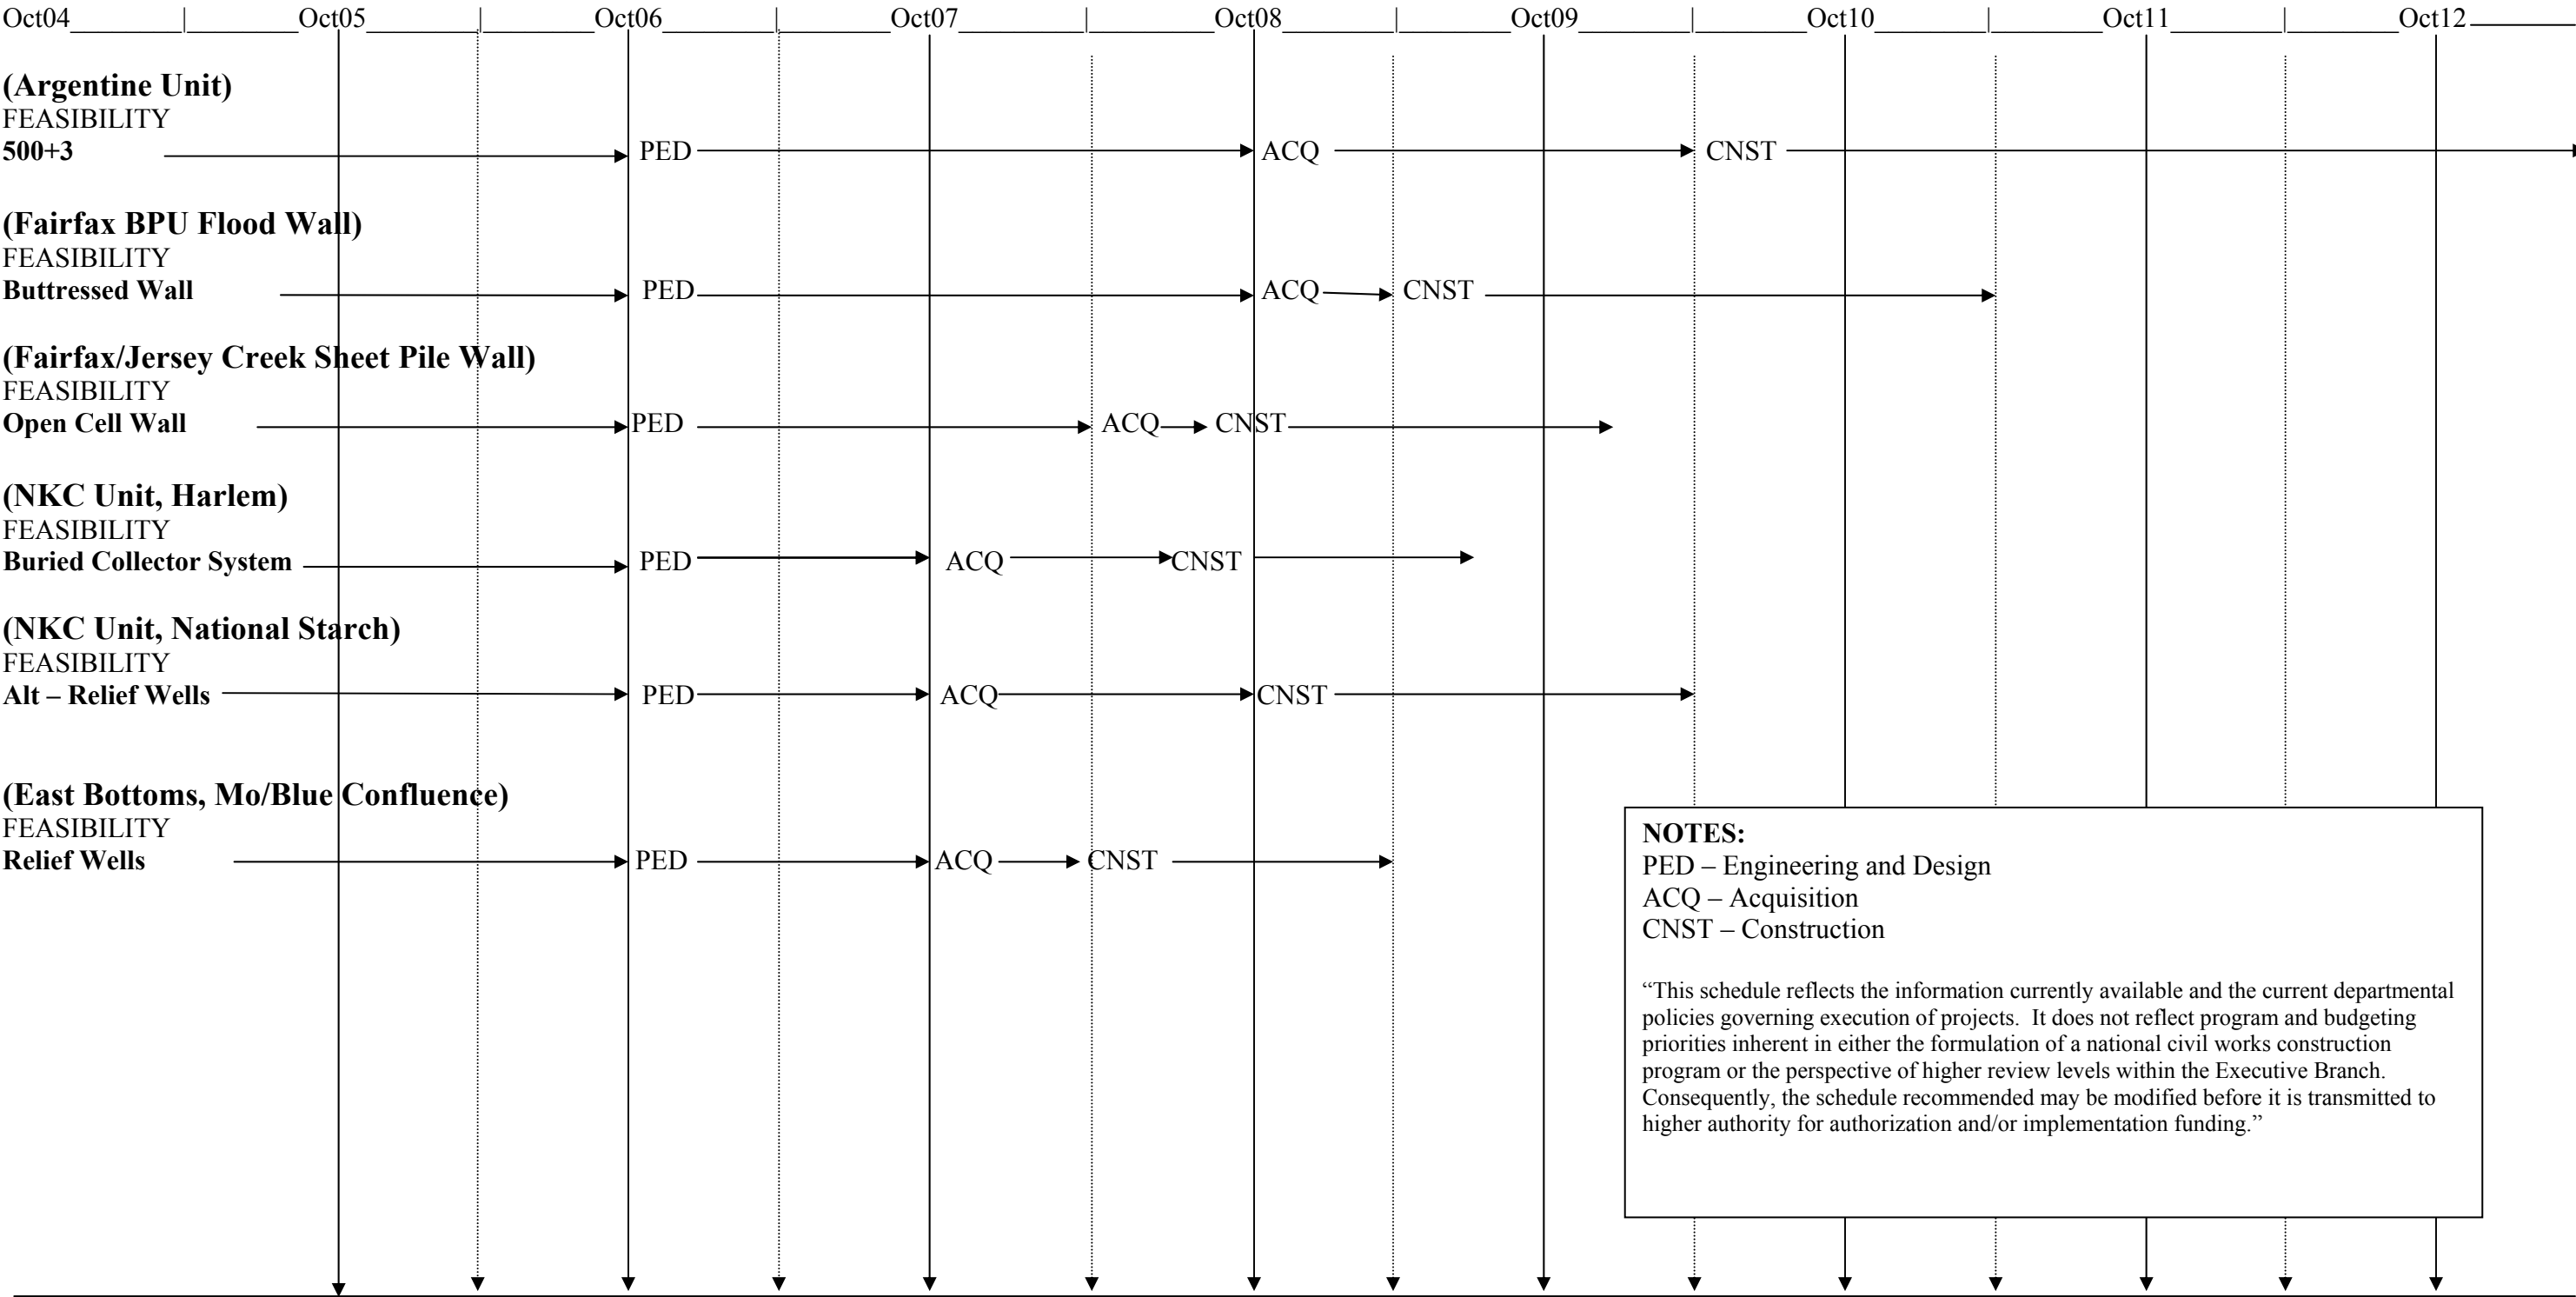 Oct04 Oct05 Oct06 Oct07 Oct08 Oct09 Oct10 Oct11 Oct12
(Argentine Unit)
FEASIBILITY
500+3 PED ACQ CNST
(Fairfax BPU Flood Wall)
FEASIBILITY
Buttressed Wall PED ACQ CNST
(Fairfax/Jersey Creek Sheet Pile Wall)
FEASIBILITY
Open Cell Wall PED ACQ CNST
(NKC Unit, Harlem)
FEASIBILITY
Buried Collector System PED ACQ CNST
(NKC Unit, National Starch)
FEASIBILITY
Alt – Relief Wells PED ACQ CNST
(East Bottoms, Mo/Blue Confluence)
FEASIBILITY
Relief Wells PED ACQ CNST
NOTES:
PED – Engineering and Design
ACQ – Acquisition
CNST – Construction
“This schedule reflects the information currently available and the current departmental
policies governing execution of projects.  It does not reflect program and budgeting
priorities inherent in either the formulation of a national civil works construction
program or the perspective of higher review levels within the Executive Branch.
Consequently, the schedule recommended may be modified before it is transmitted to
higher authority for authorization and/or implementation funding.”